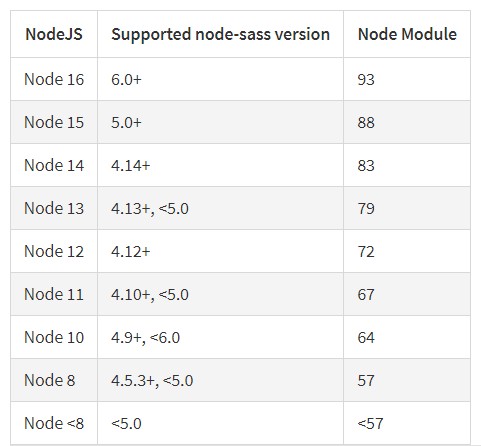 NodeJS Supported node-sass version Node Module
Node 16 6.0+ 93
Node 15 5.0+ 88
Node 14 4.14+ 83
Node 13 4.13+, <5.0 79
Node 12 4.12+ 72
Node 11 4.10+, <5.0 67
Node 10 4.9+, <6.0 64
Node 8 4.5.3+, <5.0 57
Node <8 <5.0 <57